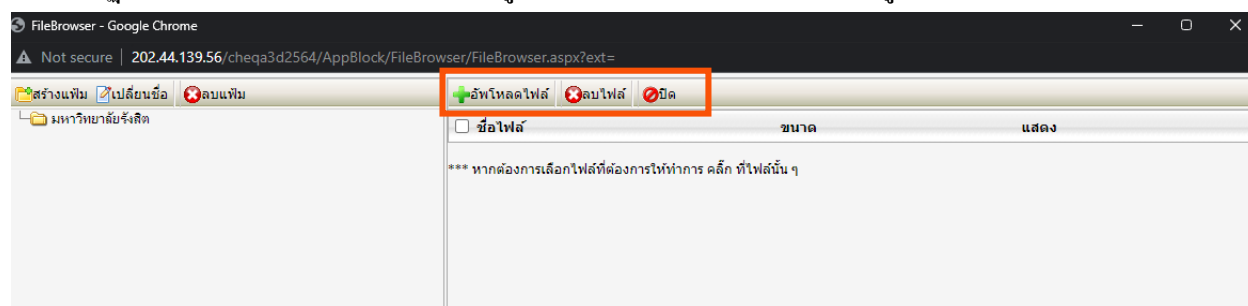 FileBrowser - Google Chrome
Not secure | 202.44.139.56/cheqa3d2564/AppBlock/FileBrowser/FileBrowser.aspx?ext=
สร้างแฟ้ม เปลี่ยนชื่อ ลบแฟ้ม
อัพโหลดไฟล์ ลบไฟล์ ปิด
มหาวิทยาลัยรังสิต
ชื่อไฟล์ ขนาด แสดง
*** หากต้องการเลือกไฟล์ที่ต้องการให้ทำการ คลิ๊ก ที่ไฟล์นั้น ๆ